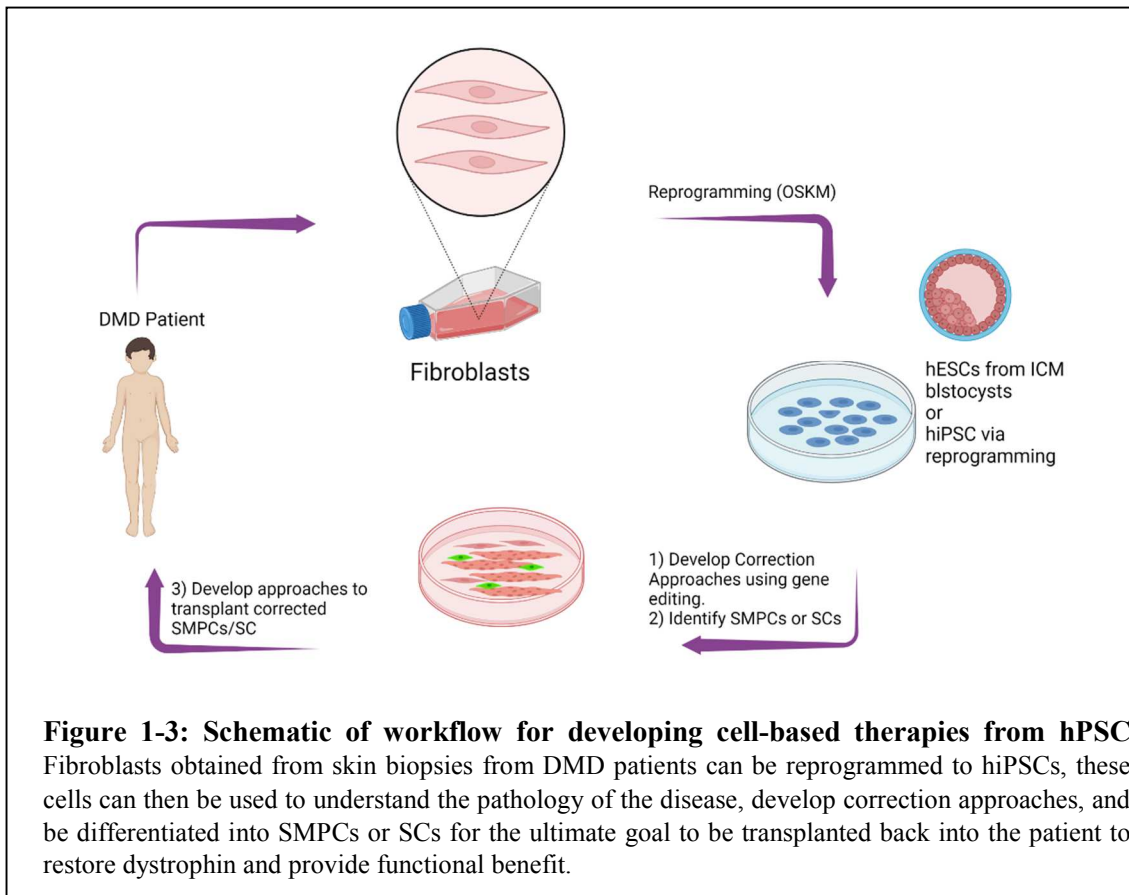 Reprogramming (OSKM)
DMD Patient
Fibroblasts
hESCs from ICM
blstocysts
or
hiPSC via
reprogramming
1) Develop Correction
Approaches using gene
editing.
2) Identify SMPCs or SCs
3) Develop approaches to
transplant corrected
SMPCs/SC
Figure 1-3: Schematic of workflow for developing cell-based therapies from hPSC
Fibroblasts obtained from skin biopsies from DMD patients can be reprogrammed to hiPSCs, these
cells can then be used to understand the pathology of the disease, develop correction approaches, and
be differentiated into SMPCs or SCs for the ultimate goal to be transplanted back into the patient to
restore dystrophin and provide functional benefit.